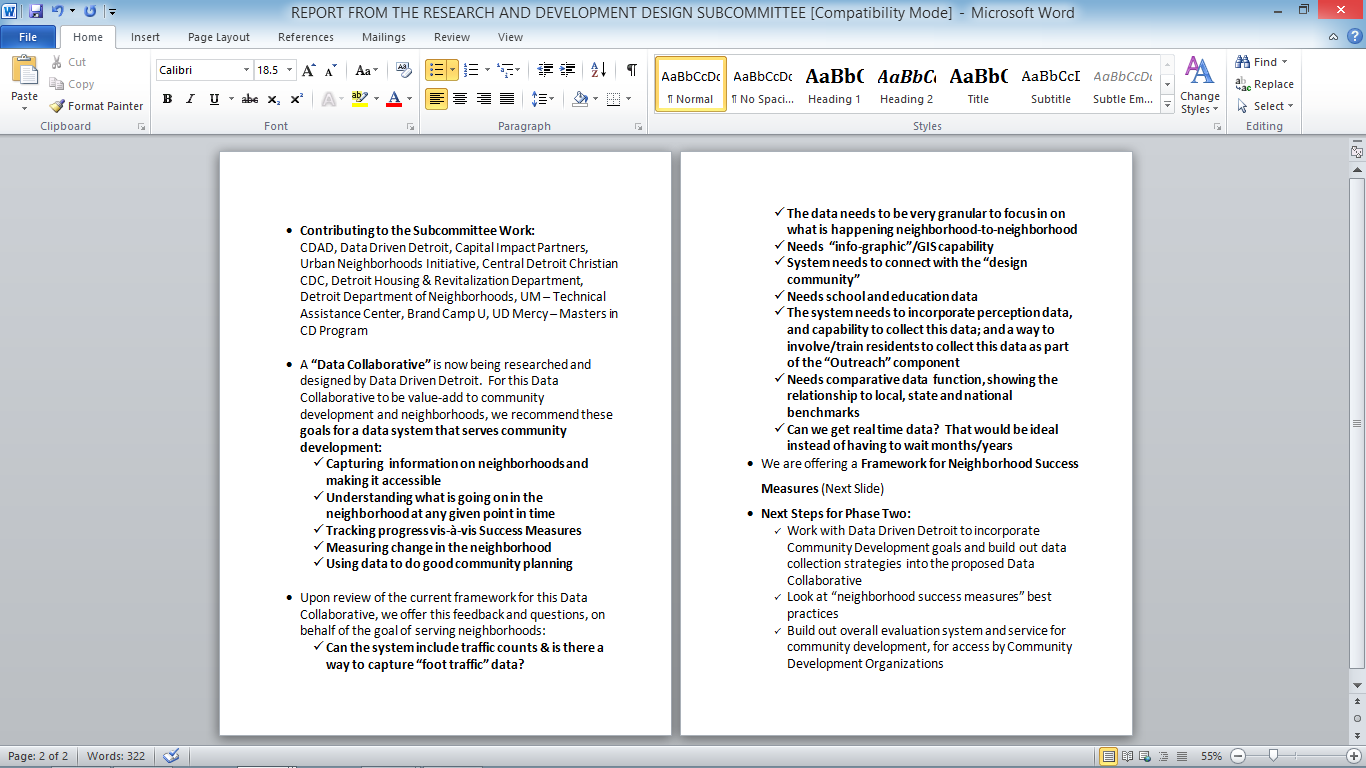 REPORT FROM THE RESEARCH AND DEVELOPMENT DESIGN SUBCOMMITTEE [Compatibility Mode] - Microsoft Word
File Home Insert Page Layout References Mailings Review View
Paste
Cut
Copy
Format Painter
Clipboard
Calibri 18.5
Font
Paragraph
AaBbCcDc AaBbCcDc AaBbC AaBbCc AaBbC AaBbCcI AaBbCcDc
¶ Normal ¶ No Spaci... Heading 1 Heading 2 Title Subtitle Subtle Em...
Styles
Change Styles
Find
Replace
Select
Editing
• Contributing to the Subcommittee Work:
CDAD, Data Driven Detroit, Capital Impact Partners,
Urban Neighborhoods Initiative, Central Detroit Christian
CDC, Detroit Housing & Revitalization Department,
Detroit Department of Neighborhoods, UM – Technical
Assistance Center, Brand Camp U, UD Mercy – Masters in
CD Program
• A “Data Collaborative” is now being researched and
designed by Data Driven Detroit. For this Data
Collaborative to be value-add to community
development and neighborhoods, we recommend these
goals for a data system that serves community
development:
✓ Capturing information on neighborhoods and
making it accessible
✓ Understanding what is going on in the
neighborhood at any given point in time
✓ Tracking progress vis-à-vis Success Measures
✓ Measuring change in the neighborhood
✓ Using data to do good community planning
• Upon review of the current framework for this Data
Collaborative, we offer this feedback and questions, on
behalf of the goal of serving neighborhoods:
✓ Can the system include traffic counts & is there a
way to capture “foot traffic” data?
✓ The data needs to be very granular to focus in on
what is happening neighborhood-to-neighborhood
✓ Needs “info-graphic”/GIS capability
✓ System needs to connect with the “design
community”
✓ Needs school and education data
✓ The system needs to incorporate perception data,
and capability to collect this data; and a way to
involve/train residents to collect this data as part
of the “Outreach” component
✓ Needs comparative data function, showing the
relationship to local, state and national
benchmarks
✓ Can we get real time data? That would be ideal
instead of having to wait months/years
• We are offering a Framework for Neighborhood Success
Measures (Next Slide)
• Next Steps for Phase Two:
✓ Work with Data Driven Detroit to incorporate
Community Development goals and build out data
collection strategies into the proposed Data
Collaborative
✓ Look at “neighborhood success measures” best
practices
✓ Build out overall evaluation system and service for
community development, for access by Community
Development Organizations
Page: 2 of 2 Words: 322 55%